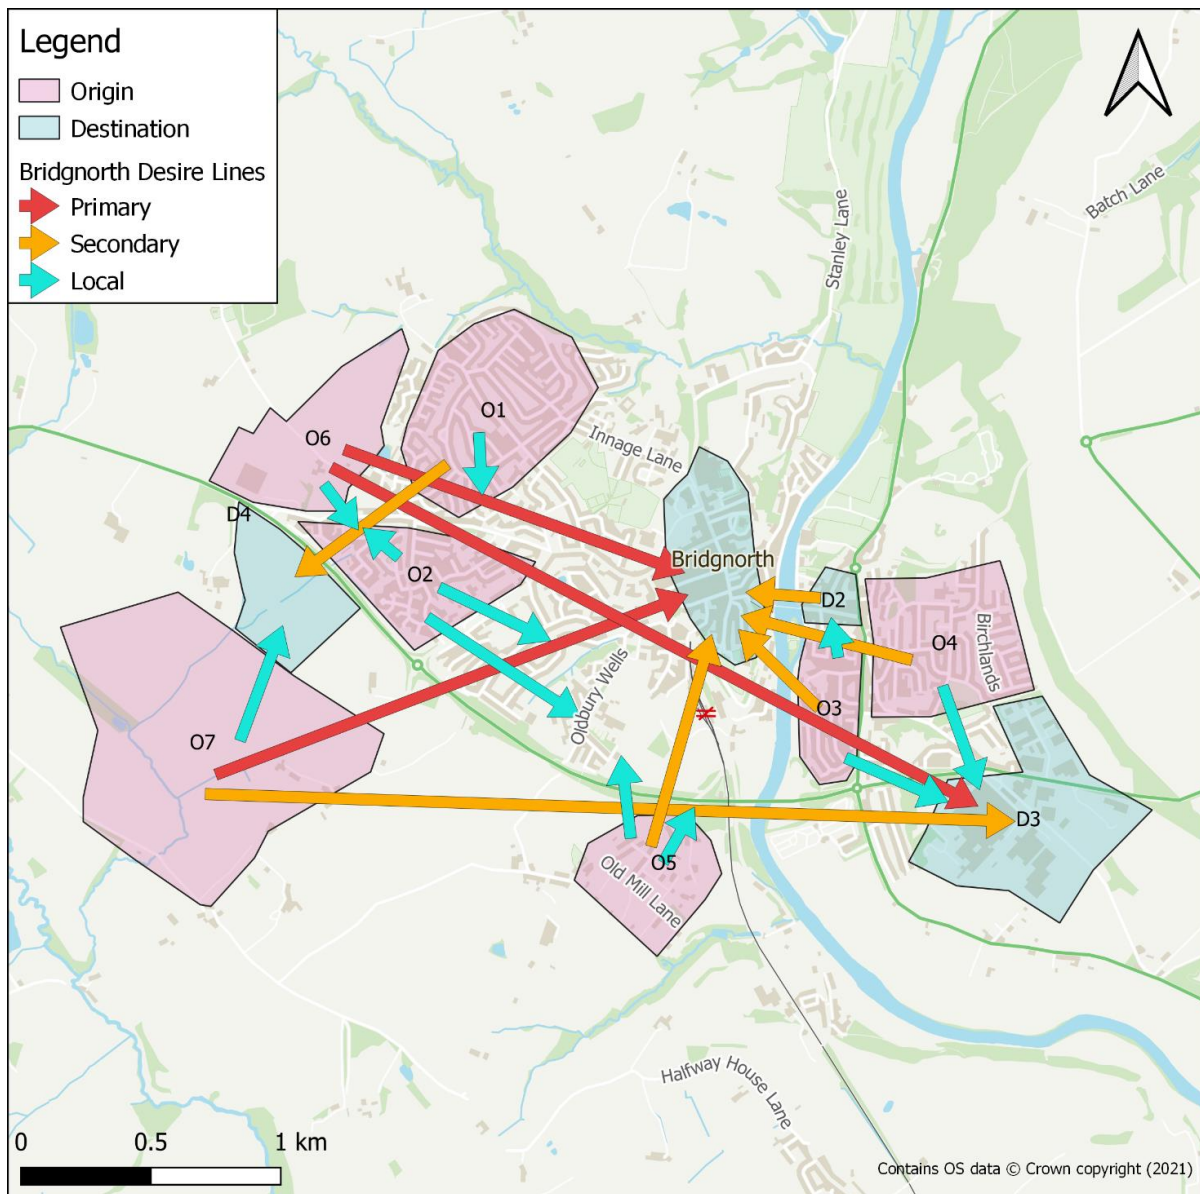 Legend
Origin
Destination
Bridgnorth Desire Lines
Primary
Secondary
Local
Batch Lane
Stanley Lane
O1
O6
Innage Lane
D4
Bridgnorth
O2
D2
O4
Birchlands
Oldbury Wells
O3
O7
D3
O5
Old Mill Lane
Halfway House Lane
0 0.5 1 km
Contains OS data © Crown copyright (2021)